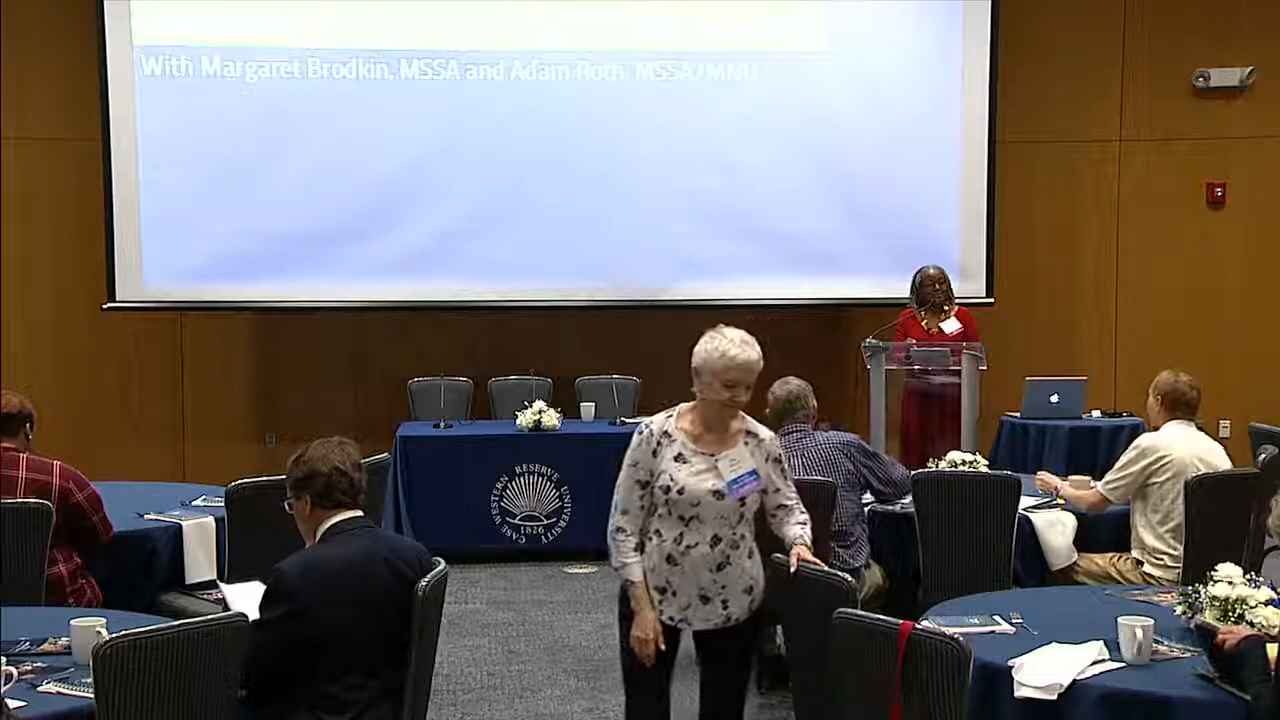 With Margaret Brodkin, MSSA and Adam Roth, MSSA/MNO
CASE WESTERN RESERVE UNIVERSITY
1826